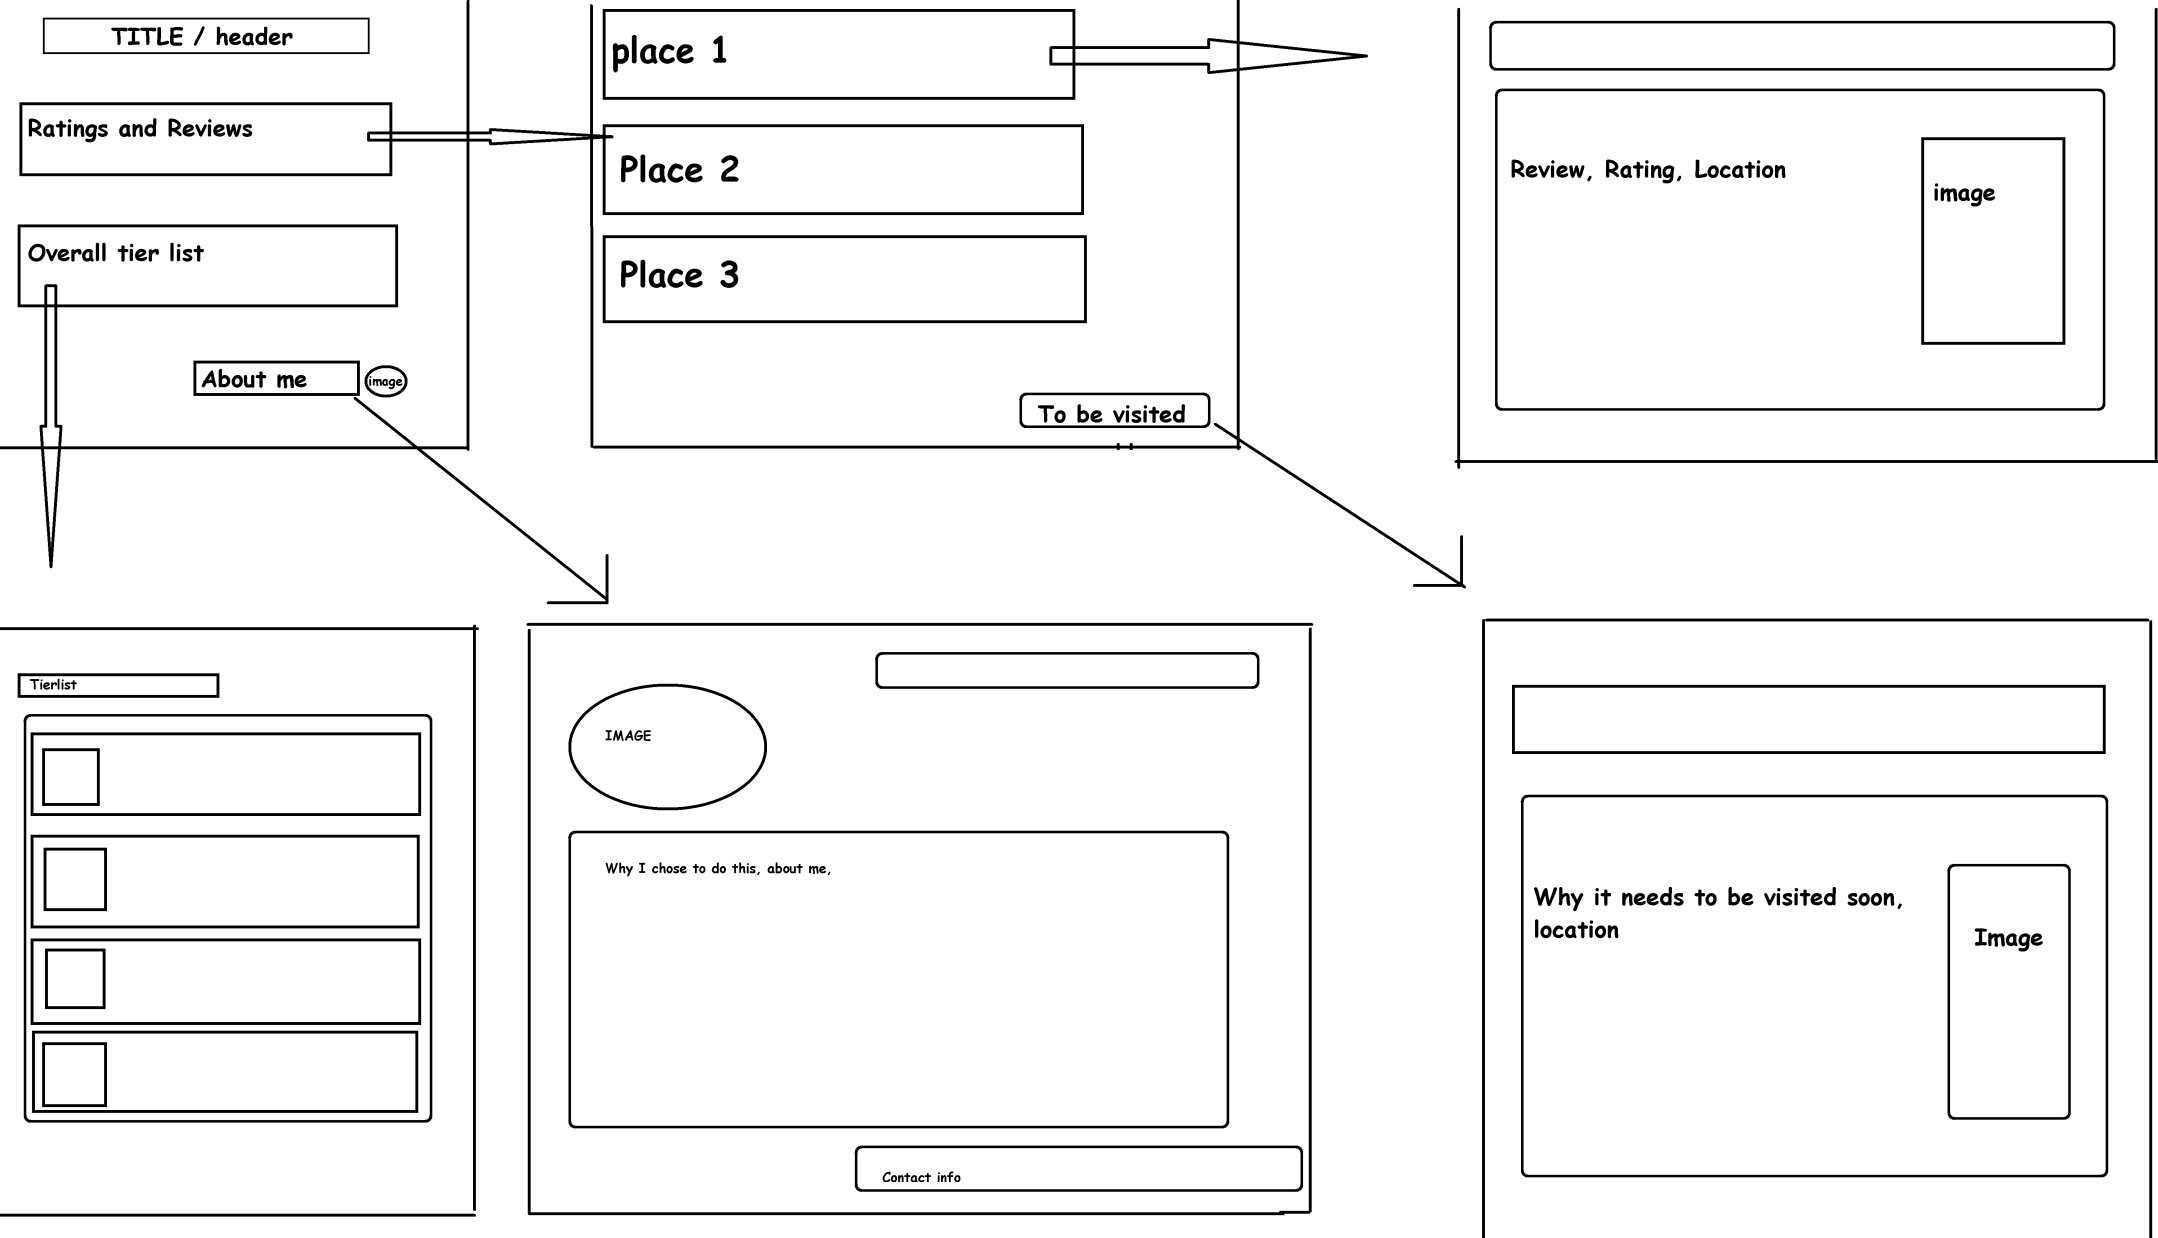 TITLE / header
Ratings and Reviews
Overall tier list
About me
image
place 1
Place 2
Place 3
To be visited
Review, Rating, Location
image
Tierlist
IMAGE
Why I chose to do this, about me,
Contact info
Why it needs to be visited soon,
location
Image